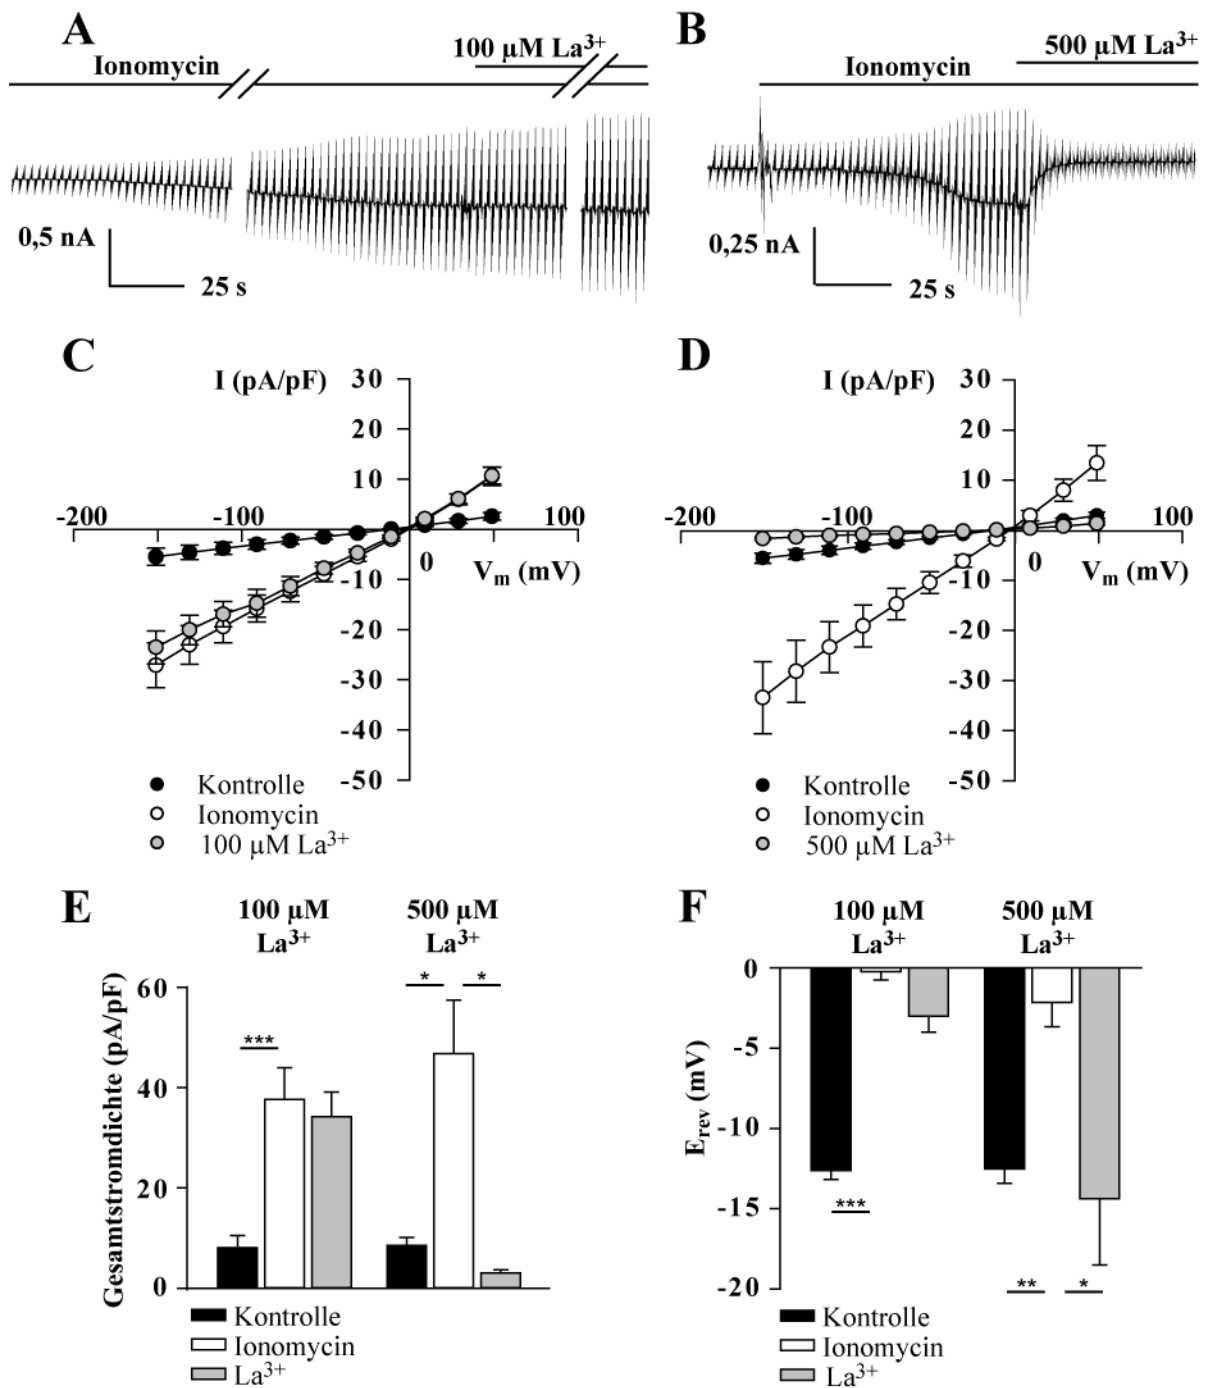 A
B
100 µM La3+
500 µM La3+
Ionomycin
Ionomycin
0,5 nA
25 s
0,25 nA
25 s
C
I (pA/pF)
30
20
10
-200
-100
0
100
Vm (mV)
-10
-20
-30
-40
-50
Kontrolle
Ionomycin
100 µM La3+
D
I (pA/pF)
30
20
10
-200
-100
0
100
Vm (mV)
-10
-20
-30
-40
-50
Kontrolle
Ionomycin
500 µM La3+
E
100 µM
La3+
500 µM
La3+
Gesamtstromdichte (pA/pF)
60
40
20
0
***
*
*
Kontrolle
Ionomycin
La3+
F
100 µM
La3+
500 µM
La3+
Erev (mV)
0
-5
-10
-15
-20
***
**
*
Kontrolle
Ionomycin
La3+